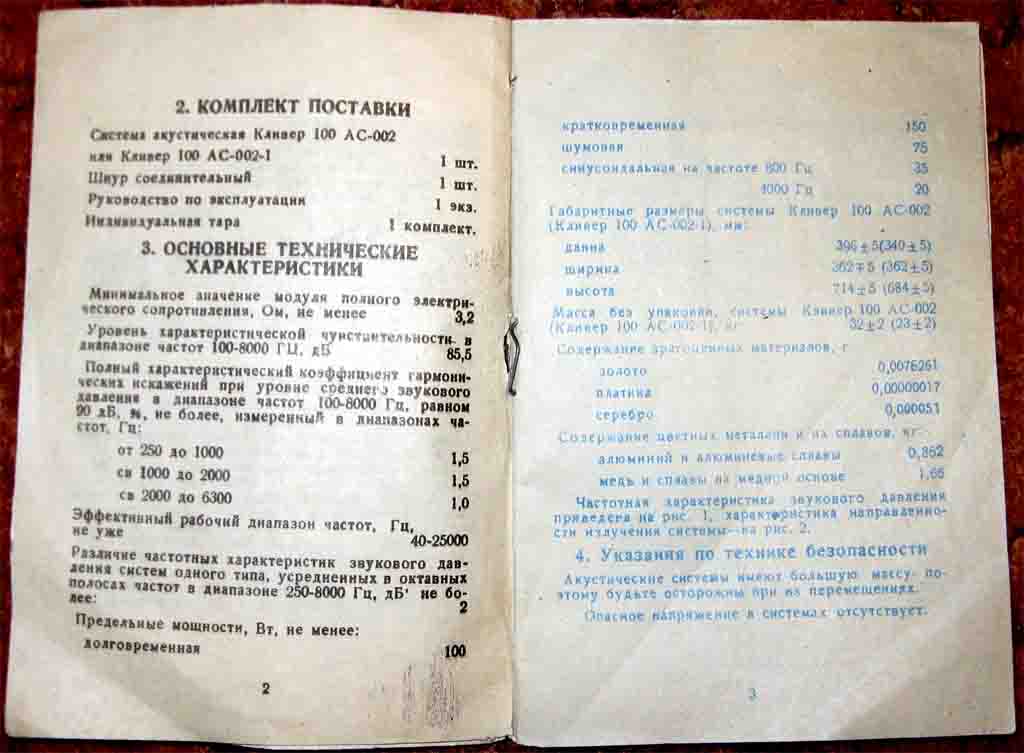 2. КОМПЛЕКТ ПОСТАВКИ
Система акустическая Кливер 100 АС-002
или Кливер 100 АС-002-1 1 шт.
Шнур соединительный 1 шт.
Руководство по эксплуатации 1 экз.
Индивидуальная тара 1 комплект.
3. ОСНОВНЫЕ ТЕХНИЧЕСКИЕ
ХАРАКТЕРИСТИКИ
Минимальное значение модуля полного электри-
ческого сопротивления, Ом, не менее 3,2
Уровень характеристической чувствительности в
диапазоне частот 100-8000 ГЦ, дБ 85,5
Полный характеристический коэффициент гармони-
ческих искажений при уровне среднего звукового
давления в диапазоне частот 100-8000 Гц, равном
90 дБ, %, не более, измеренный в диапазонах ча-
стот, Гц:
от 250 до 1000 1,5
св 1000 до 2000 1,5
св 2000 до 6300 1,0
Эффективный рабочий диапазон частот, Гц,
не уже 40-25000
Различие частотных характеристик звукового дав-
ления систем одного типа, усредненных в октавных
полосах частот в диапазоне 250-8000 Гц, дБ' не бо-
лее: 2
Предельные мощности, Вт, не менее:
долговременная 100
2
кратковременная 150
шумовая 75
синусоидальная на частоте 800 Гц 35
4000 Гц 20
Габаритные размеры системы Кливер 100 АС-002
(Кливер 100 АС-002-1), мм:
длина 396±5(340±5)
ширина 362∓5 (362±5)
высота 714±5 (684±5)
Масса без упаковки, системы Кливер 100 АС-002
(Кливер 100 АС-002-1), кг 32±2 (23±2)
Содержание драгоценных материалов, г
золото 0,0076261
платина 0,00000017
серебро 0,000051
Содержание цветных металлов и их сплавов, кг
алюминий и алюминиевые сплавы 0,862
медь и сплавы на медной основе 1,66
Частотная характеристика звукового давления
приведена на рис. 1, характеристика направленно-
сти излучения системы—на рис. 2.
4. Указания по технике безопасности
Акустические системы имеют большую массу- по-
этому будьте осторожны при их перемещениях.
Опасное напряжение в системах отсутствует.
3